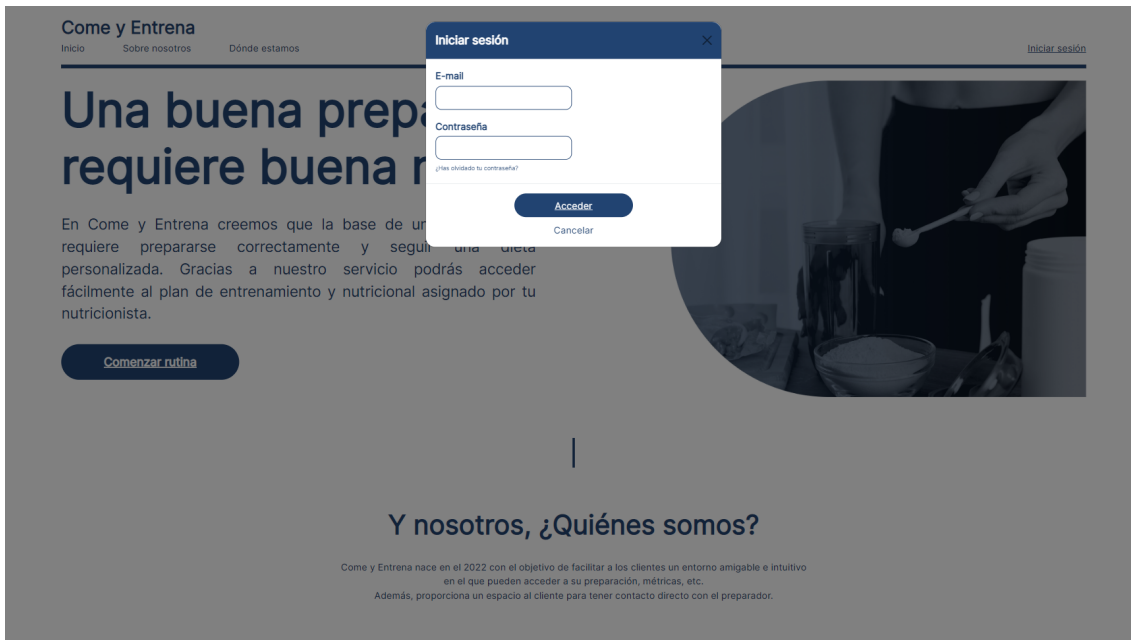 Come y Entrena
Inicio Sobre nosotros Dónde estamos
Iniciar sesión
Iniciar sesión
E-mail
Contraseña
¿Has olvidado tu contraseña?
Acceder
Cancelar
Una buena prepa
requiere buena
En Come y Entrena creemos que la base de un
requiere prepararse correctamente y seguir una dieta
personalizada. Gracias a nuestro servicio podrás acceder
fácilmente al plan de entrenamiento y nutricional asignado por tu
nutricionista.
Comenzar rutina
Y nosotros, ¿Quiénes somos?
Come y Entrena nace en el 2022 con el objetivo de facilitar a los clientes un entorno amigable e intuitivo
en el que pueden acceder a su preparación, métricas, etc.
Además, proporciona un espacio al cliente para tener contacto directo con el preparador.